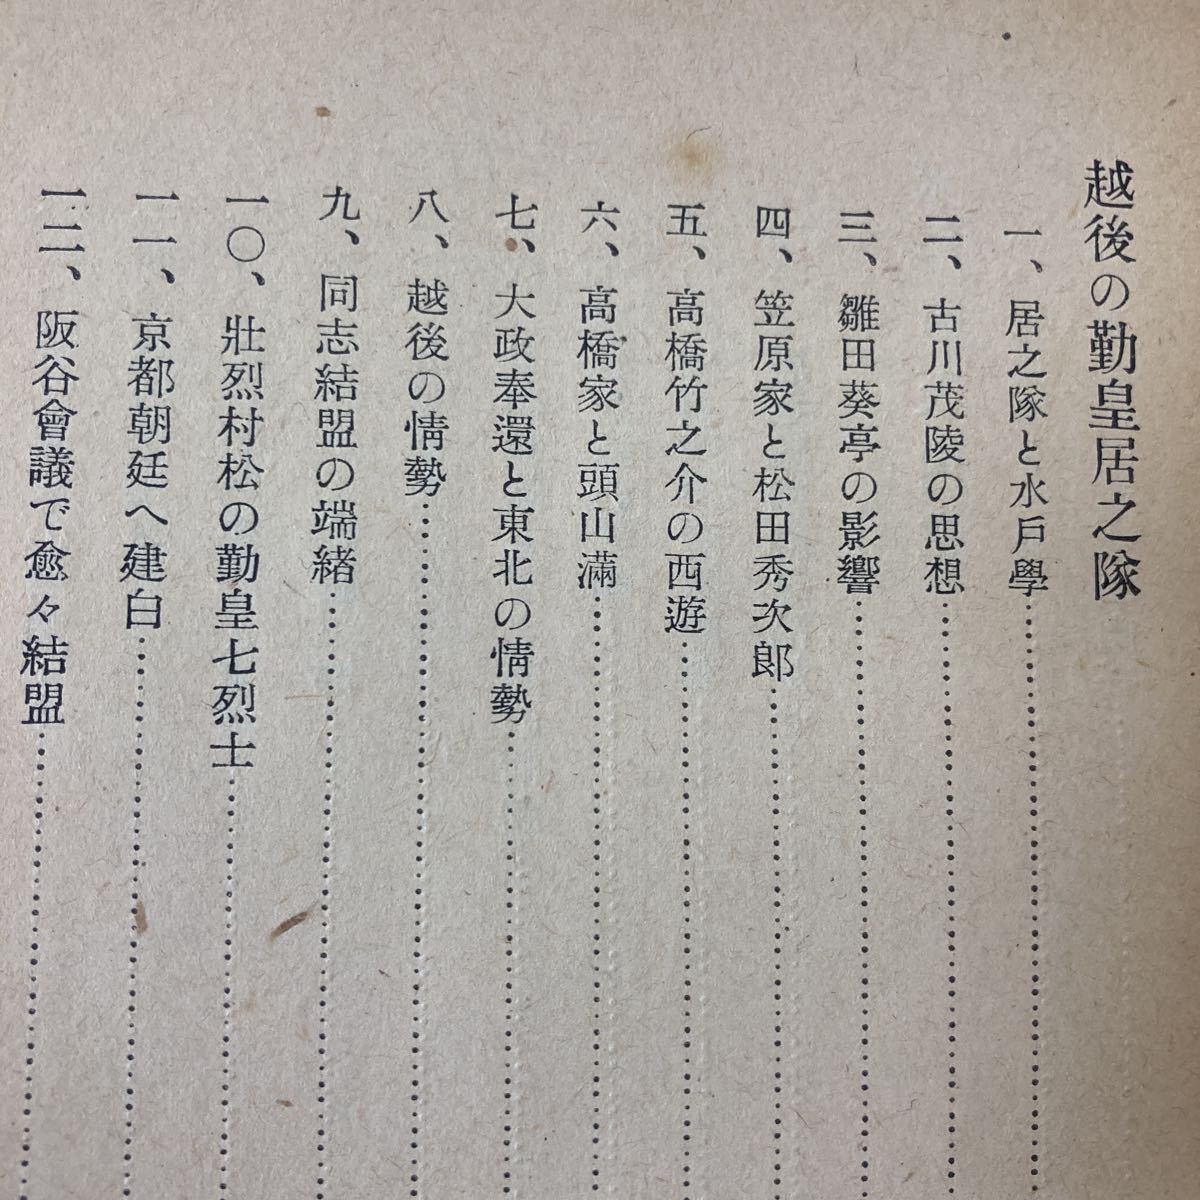 越後の勤皇居之隊
一、居之隊と水戶學
二、古川茂陵の思想
三、雛田葵亭の影響
四、笠原家と松田秀次郎
五、高橋竹之介の西遊
六、高橋家と頭山滿
七、大政奉還と東北の情勢
八、越後の情勢
九、同志結盟の端緒
一〇、壯烈村松の勤皇七烈士
一一、京都朝廷へ建白
一二、阪谷會議で愈々結盟